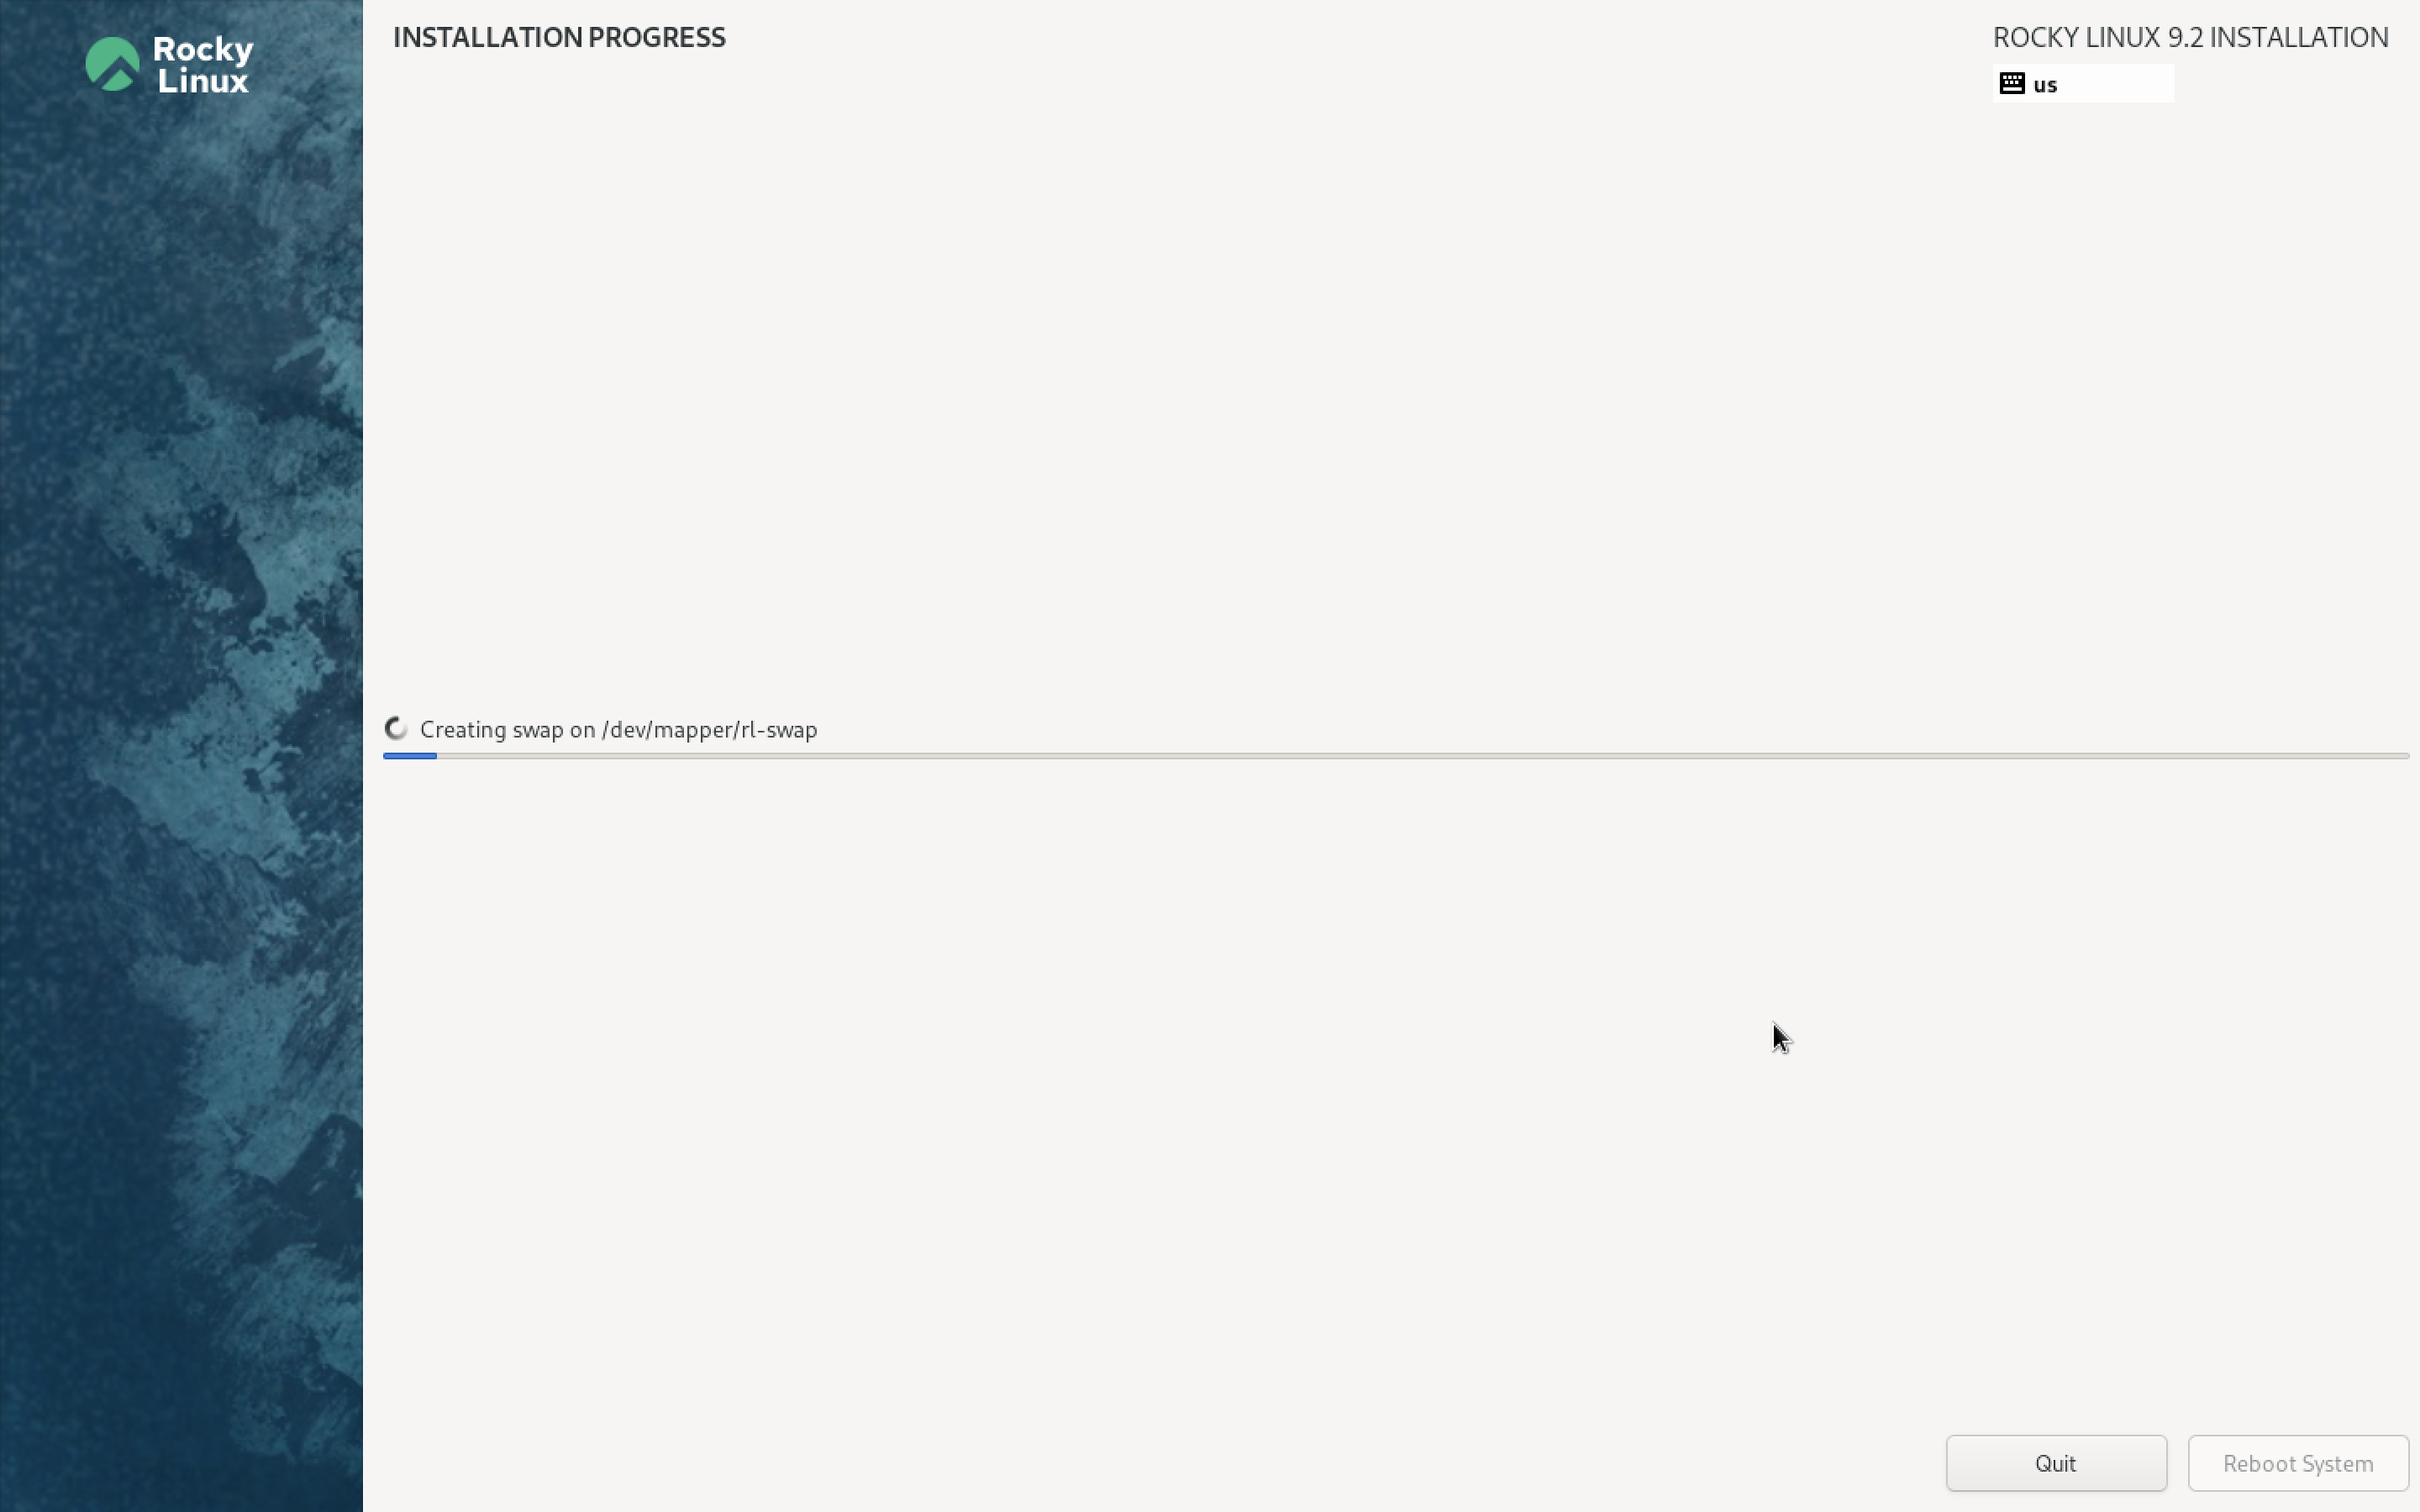 Rocky
Linux
INSTALLATION PROGRESS
ROCKY LINUX 9.2 INSTALLATION
us
Creating swap on /dev/mapper/rl-swap
Quit
Reboot System